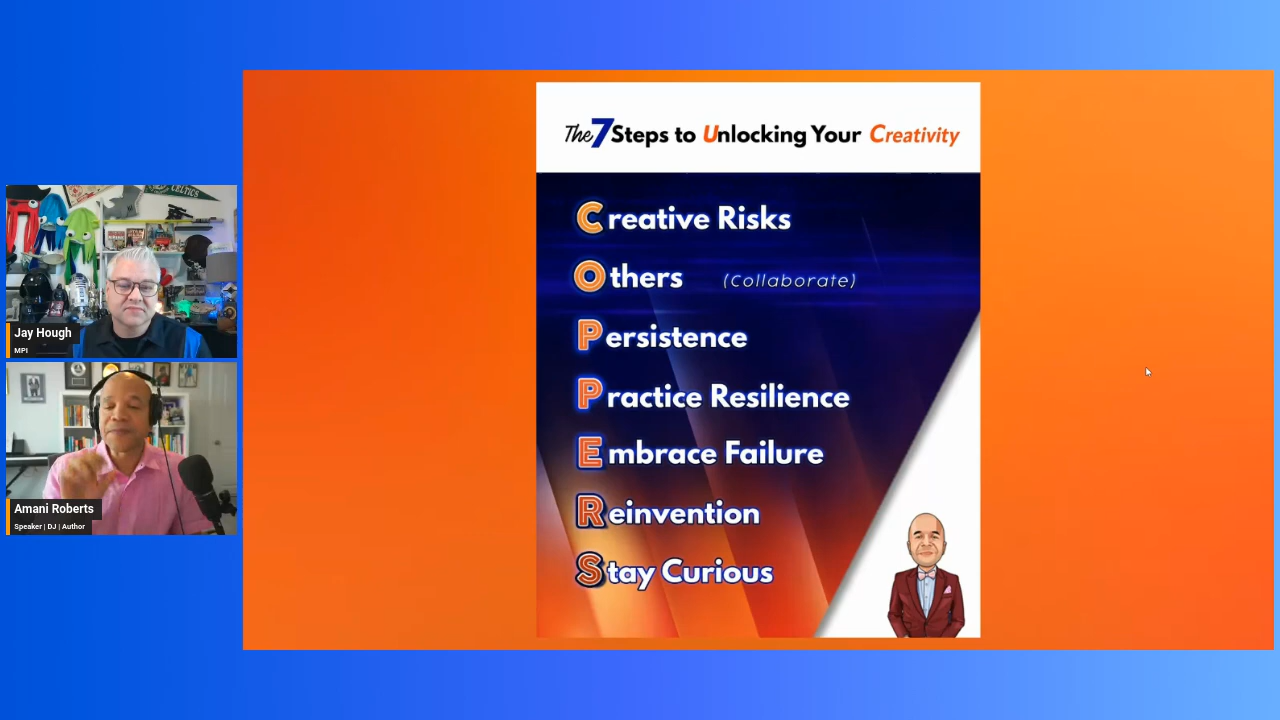 CELTICS
Jay Hough
MPI
Amani Roberts
Speaker | DJ | Author
The 7 Steps to Unlocking Your Creativity
Creative Risks
Others (Collaborate)
Persistence
Practice Resilience
Embrace Failure
Reinvention
Stay Curious